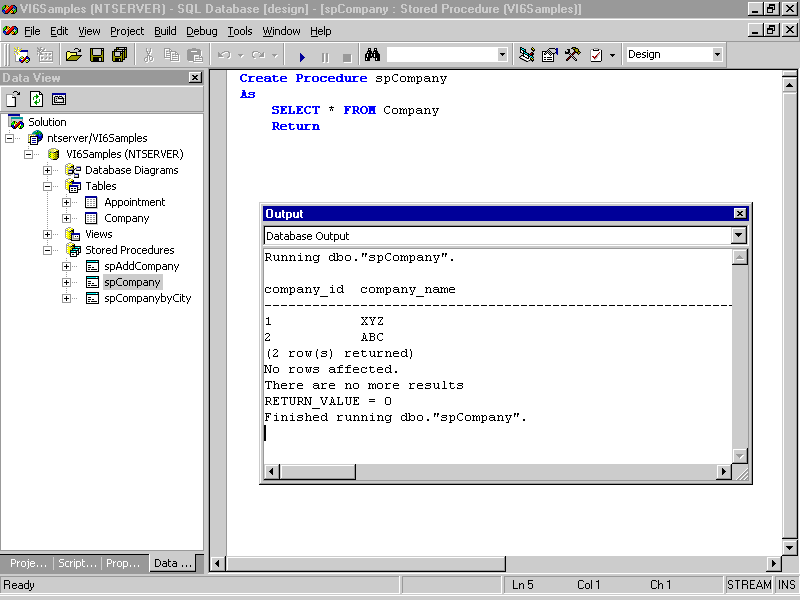 VI6Samples (NTSERVER) - SQL Database [design] - [spCompany : Stored Procedure (VI6Samples)]
File Edit View Project Build Debug Tools Window Help
Design
Data View
Solution
ntserver/VI6Samples
VI6Samples (NTSERVER)
Database Diagrams
Tables
Appointment
Company
Views
Stored Procedures
spAddCompany
spCompany
spCompanybyCity
Proje... Script... Prop... Data ...
Create Procedure spCompany
As
SELECT * FROM Company
Return
Output
Database Output
Running dbo."spCompany".
company_id company_name
--------------------------------------------------------------
1 XYZ
2 ABC
(2 row(s) returned)
No rows affected.
There are no more results
RETURN_VALUE = 0
Finished running dbo."spCompany".
Ready Ln 5 Col 1 Ch 1 STREAM INS